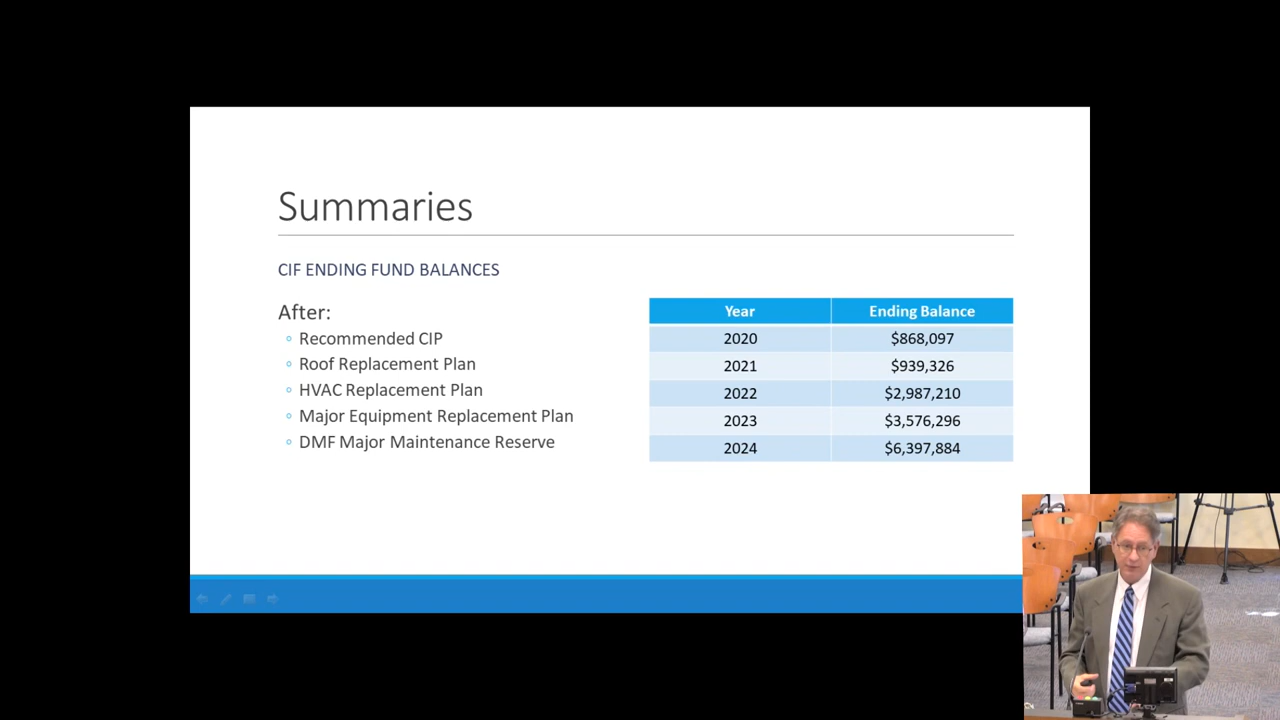 Summaries
CIF ENDING FUND BALANCES
After:
Recommended CIP
Roof Replacement Plan
HVAC Replacement Plan
Major Equipment Replacement Plan
DMF Major Maintenance Reserve
Year Ending Balance
2020 $868,097
2021 $939,326
2022 $2,987,210
2023 $3,576,296
2024 $6,397,884